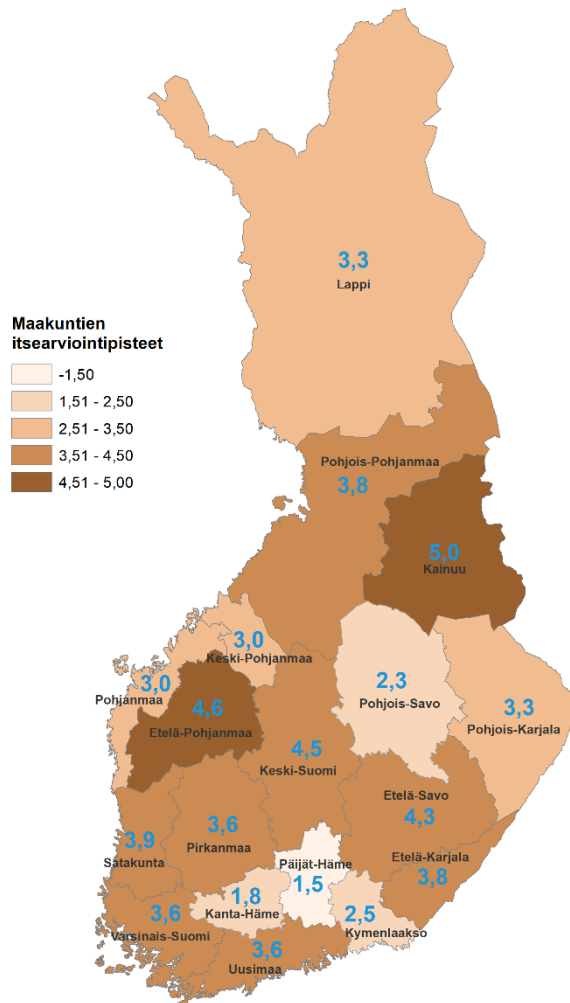 3,3
Lappi
Maakuntien
itsearviointipisteet
-1,50
1,51 - 2,50
2,51 - 3,50
3,51 - 4,50
4,51 - 5,00
Pohjois-Pohjanmaa
3,8
5,0
Kainuu
3,0
Keski-Pohjanmaa
3,0
Pohjanmaa
4,6
Etelä-Pohjanmaa
2,3
Pohjois-Savo
3,3
Pohjois-Karjala
4,5
Keski-Suomi
Etelä-Savo
4,3
3,9
Satakunta
3,6
Pirkanmaa
Päijät-Häme
1,5
Etelä-Karjala
3,8
1,8
Kanta-Häme
2,5
Kymenlaakso
3,6
Varsinais-Suomi
3,6
Uusimaa